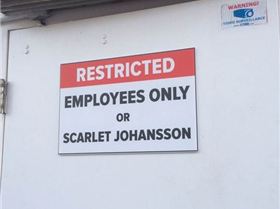 WARNING!
RESTRICTED
EMPLOYEES ONLY
OR
SCARLET JOHANSSON